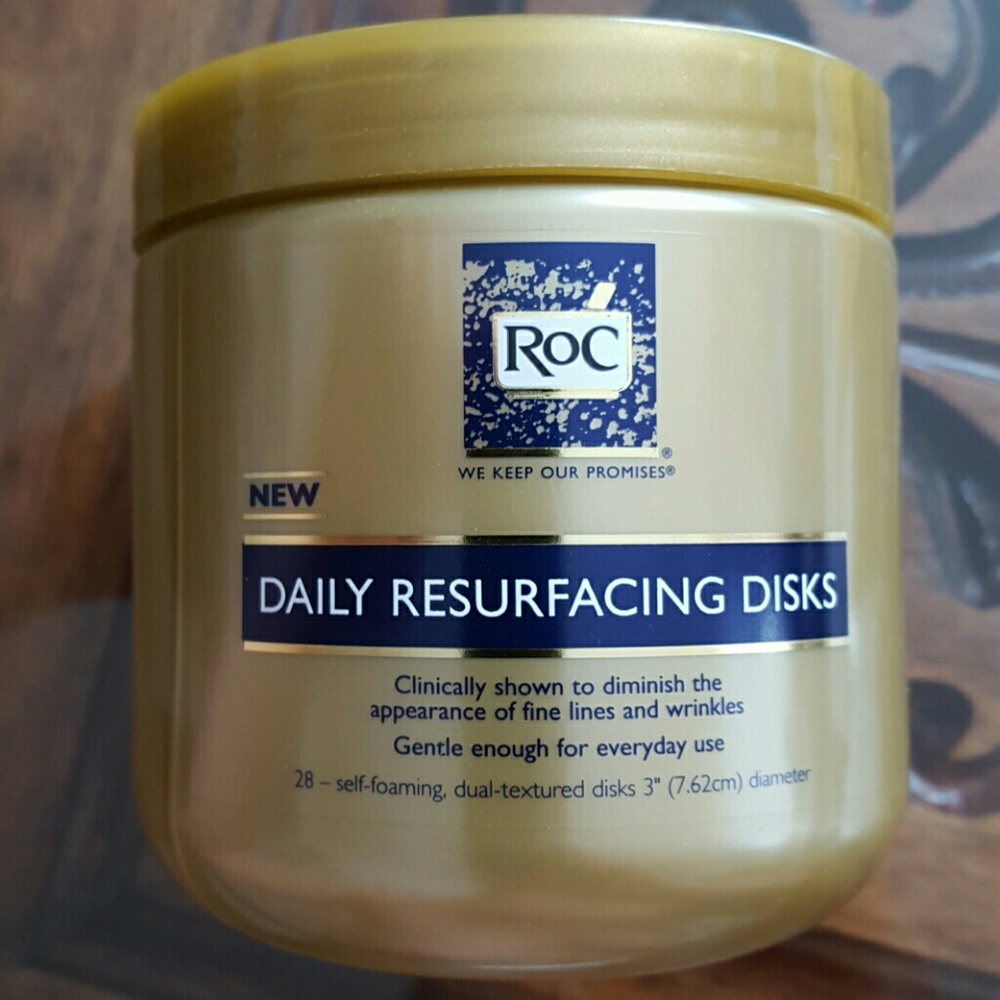 RoC
®
WE KEEP OUR PROMISES®
NEW
DAILY RESURFACING DISKS
Clinically shown to diminish the
appearance of fine lines and wrinkles
Gentle enough for everyday use
28 – self-foaming, dual-textured disks 3" (7.62cm) diameter